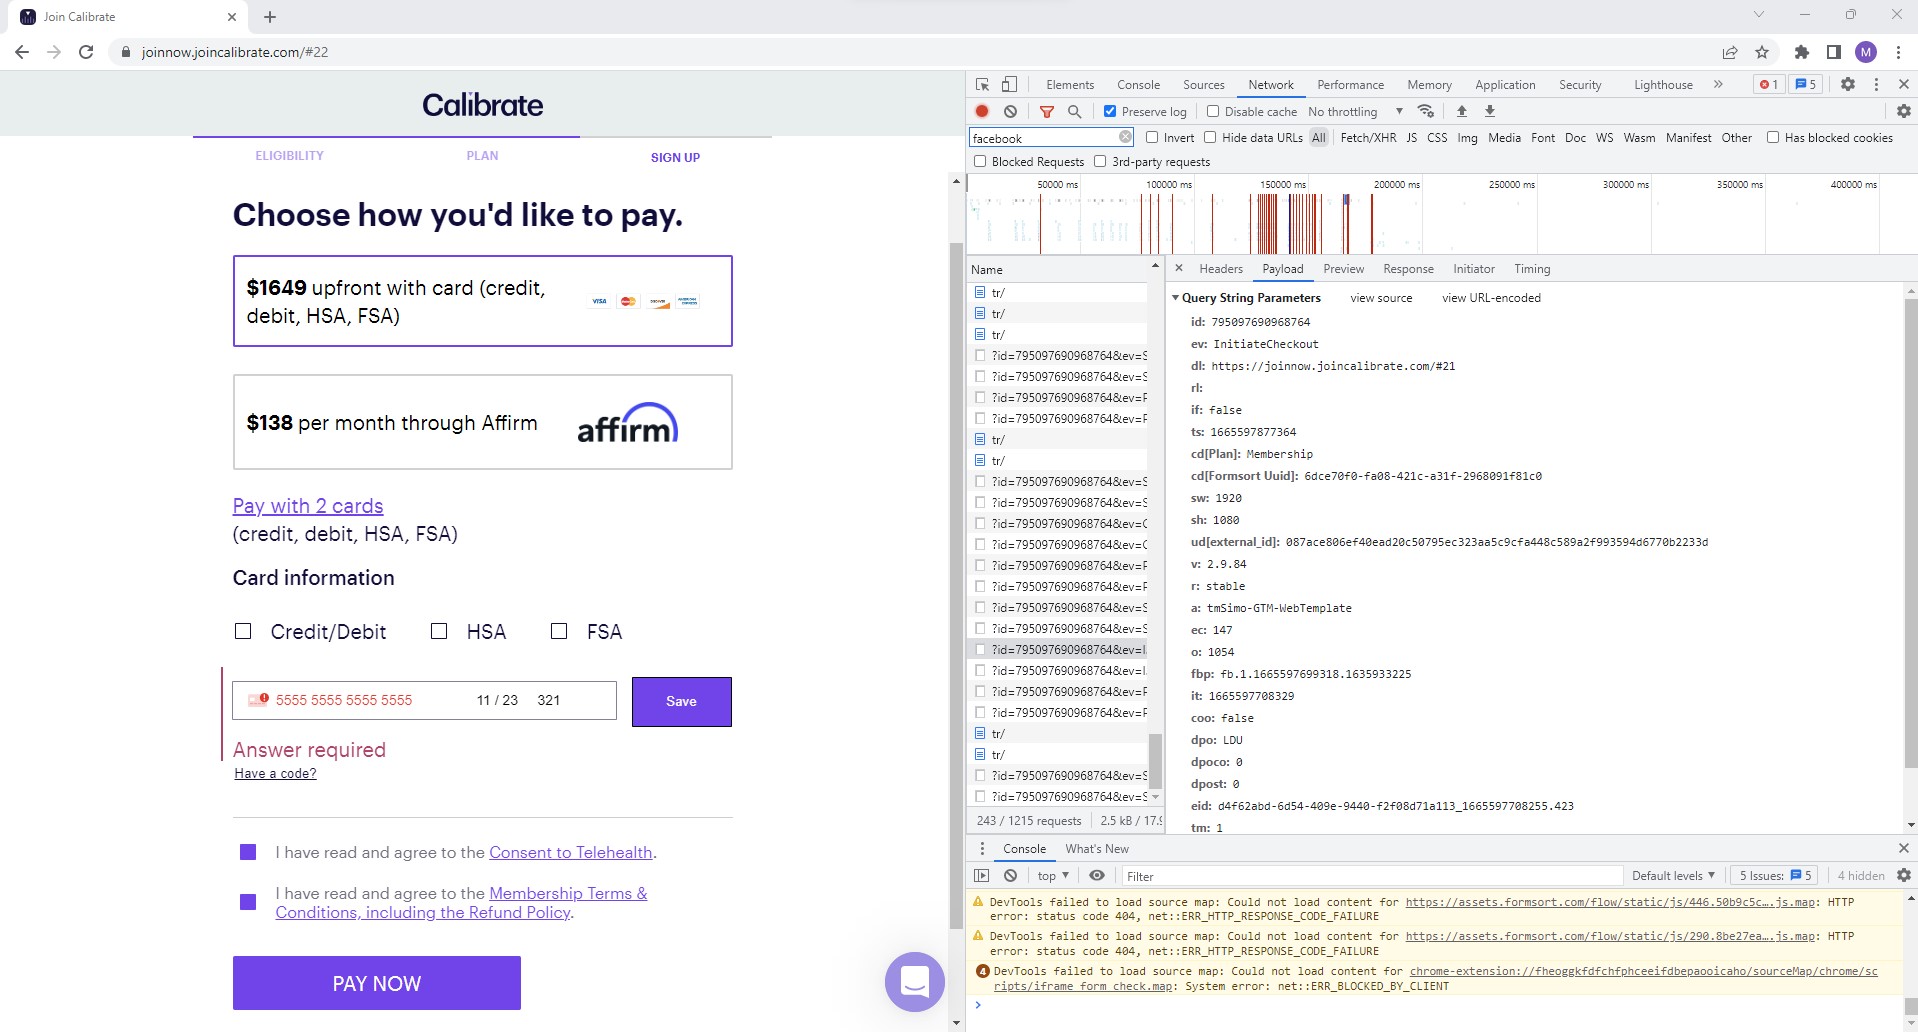 Join Calibrate
joinnow.joincalibrate.com/#22
M
Calibrate
ELIGIBILITY
PLAN
SIGN UP
Choose how you'd like to pay.
$1649 upfront with card (credit,
debit, HSA, FSA)
VISA
DISCOVER
AMERICAN EXPRESS
$138 per month through Affirm
affirm
Pay with 2 cards
(credit, debit, HSA, FSA)
Card information
Credit/Debit
HSA
FSA
5555 5555 5555 5555 11 / 23 321
Save
Answer required
Have a code?
I have read and agree to the Consent to Telehealth.
I have read and agree to the Membership Terms &
Conditions, including the Refund Policy.
PAY NOW
Elements Console Sources Network Performance Memory Application Security Lighthouse » 1 5
Preserve log Disable cache No throttling
facebook Invert Hide data URLs All Fetch/XHR JS CSS Img Media Font Doc WS Wasm Manifest Other Has blocked cookies
Blocked Requests 3rd-party requests
50000 ms 100000 ms 150000 ms 200000 ms 250000 ms 300000 ms 350000 ms 400000 ms
Name
tr/
tr/
tr/
?id=795097690968764&ev=S
?id=795097690968764&ev=S
?id=795097690968764&ev=F
?id=795097690968764&ev=F
tr/
tr/
?id=795097690968764&ev=S
?id=795097690968764&ev=S
?id=795097690968764&ev=C
?id=795097690968764&ev=C
?id=795097690968764&ev=F
?id=795097690968764&ev=F
?id=795097690968764&ev=S
?id=795097690968764&ev=S
?id=795097690968764&ev=I.
?id=795097690968764&ev=I.
?id=795097690968764&ev=F
?id=795097690968764&ev=F
tr/
tr/
?id=795097690968764&ev=S
?id=795097690968764&ev=S
243 / 1215 requests 2.5 kB / 17.9
Headers Payload Preview Response Initiator Timing
Query String Parameters view source view URL-encoded
id: 795097690968764
ev: InitiateCheckout
dl: https://joinnow.joincalibrate.com/#21
rl:
if: false
ts: 1665597877364
cd[Plan]: Membership
cd[Formsort Uuid]: 6dce70f0-fa08-421c-a31f-2968091f81c0
sw: 1920
sh: 1080
ud[external_id]: 087ace806ef40ead20c50795ec323aa5c9cfa448c589a2f993594d6770b2233d
v: 2.9.84
r: stable
a: tmSimo-GTM-WebTemplate
ec: 147
o: 1054
fbp: fb.1.1665597699318.1635933225
it: 1665597708329
coo: false
dpo: LDU
dpoco: 0
dpost: 0
eid: d4f62abd-6d54-409e-9440-f2f08d71a113_1665597708255.423
tm: 1
Console What's New
top Filter Default levels 5 Issues: 5 4 hidden
DevTools failed to load source map: Could not load content for https://assets.formsort.com/flow/static/js/446.50b9c5c….js.map: HTTP
error: status code 404, net::ERR_HTTP_RESPONSE_CODE_FAILURE
DevTools failed to load source map: Could not load content for https://assets.formsort.com/flow/static/js/290.8be27ea….js.map: HTTP
error: status code 404, net::ERR_HTTP_RESPONSE_CODE_FAILURE
4 DevTools failed to load source map: Could not load content for chrome-extension://fheoggkfdfchfphceeifdbepaooicaho/sourceMap/chrome/sc
ripts/iframe_form_check.map: System error: net::ERR_BLOCKED_BY_CLIENT